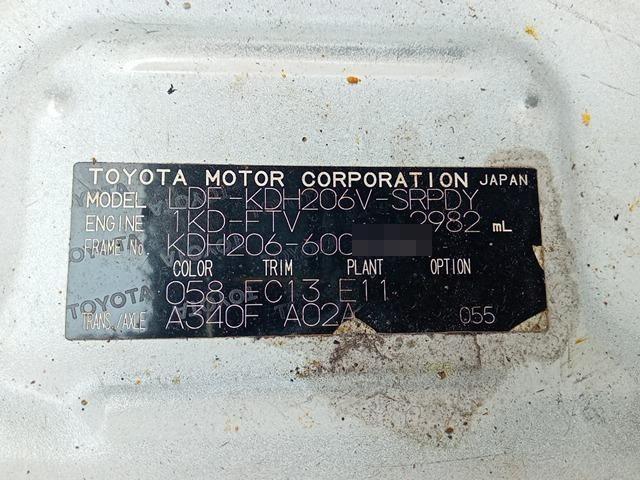 TOYOTA MOTOR CORPORATION JAPAN
MODEL LDF-KDH206V-SRPDY
ENGINE 1KD-FTV 2982 mL
FRAME No. KDH206-600
COLOR TRIM PLANT OPTION
058 FC13 E11
TRANS./AXLE A340F A02A 055